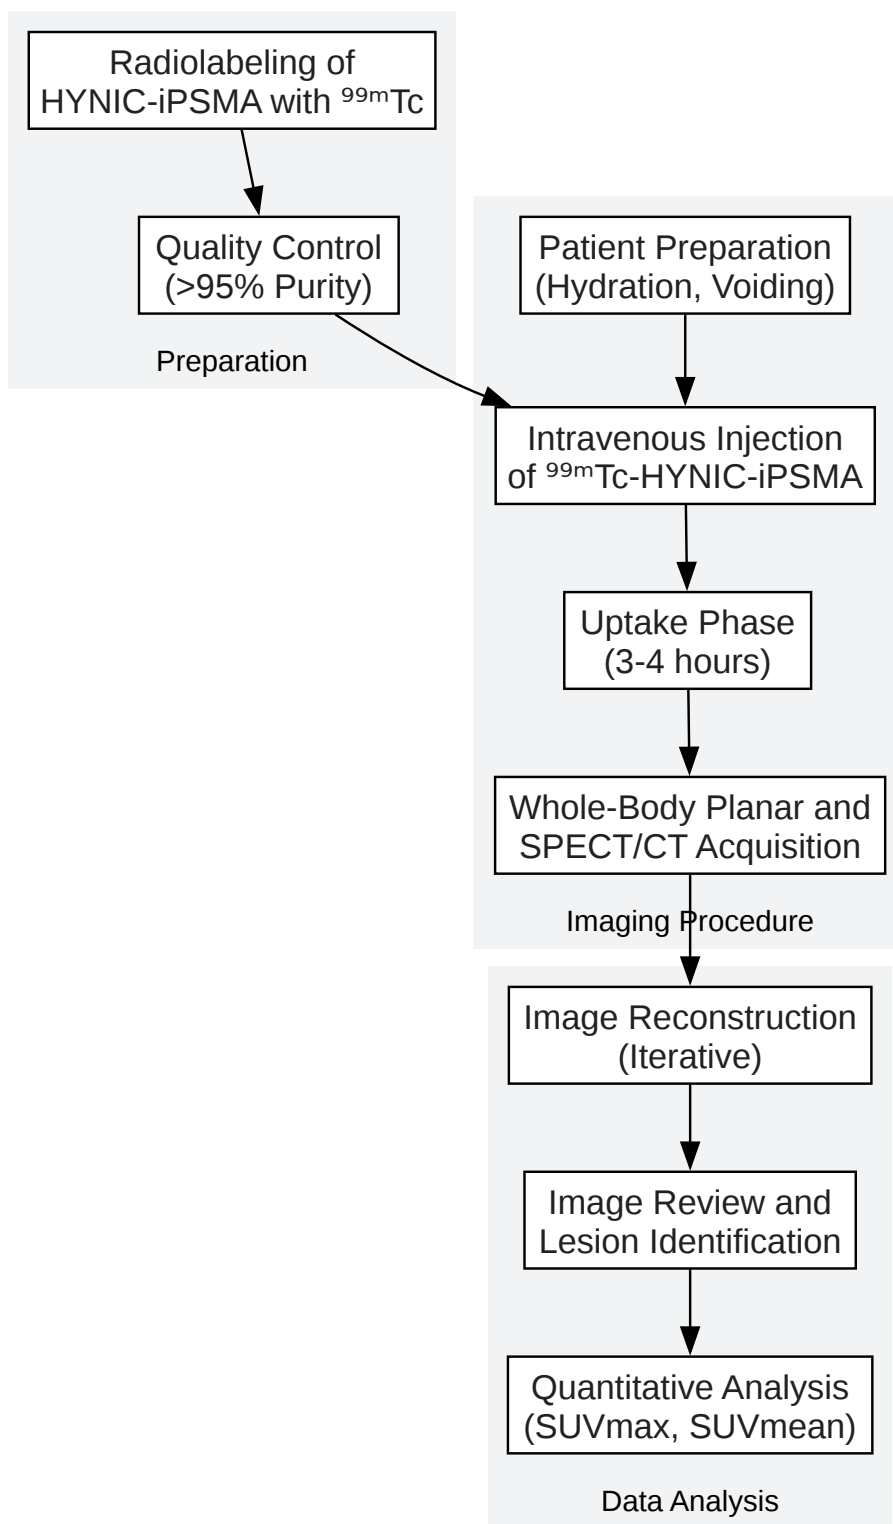 Radiolabeling of
HYNIC-iPSMA with ⁹⁹ᵐTc
Quality Control
(>95% Purity)
Preparation
Patient Preparation
(Hydration, Voiding)
Intravenous Injection
of ⁹⁹ᵐTc-HYNIC-iPSMA
Uptake Phase
(3-4 hours)
Whole-Body Planar and
SPECT/CT Acquisition
Imaging Procedure
Image Reconstruction
(Iterative)
Image Review and
Lesion Identification
Quantitative Analysis
(SUVmax, SUVmean)
Data Analysis